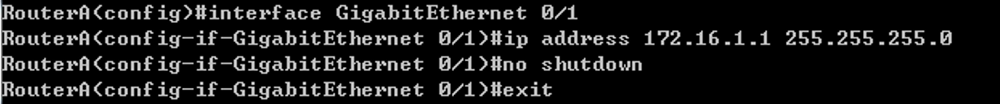 RouterA(config)#interface GigabitEthernet 0/1
RouterA(config-if-GigabitEthernet 0/1)#ip address 172.16.1.1 255.255.255.0
RouterA(config-if-GigabitEthernet 0/1)#no shutdown
RouterA(config-if-GigabitEthernet 0/1)#exit